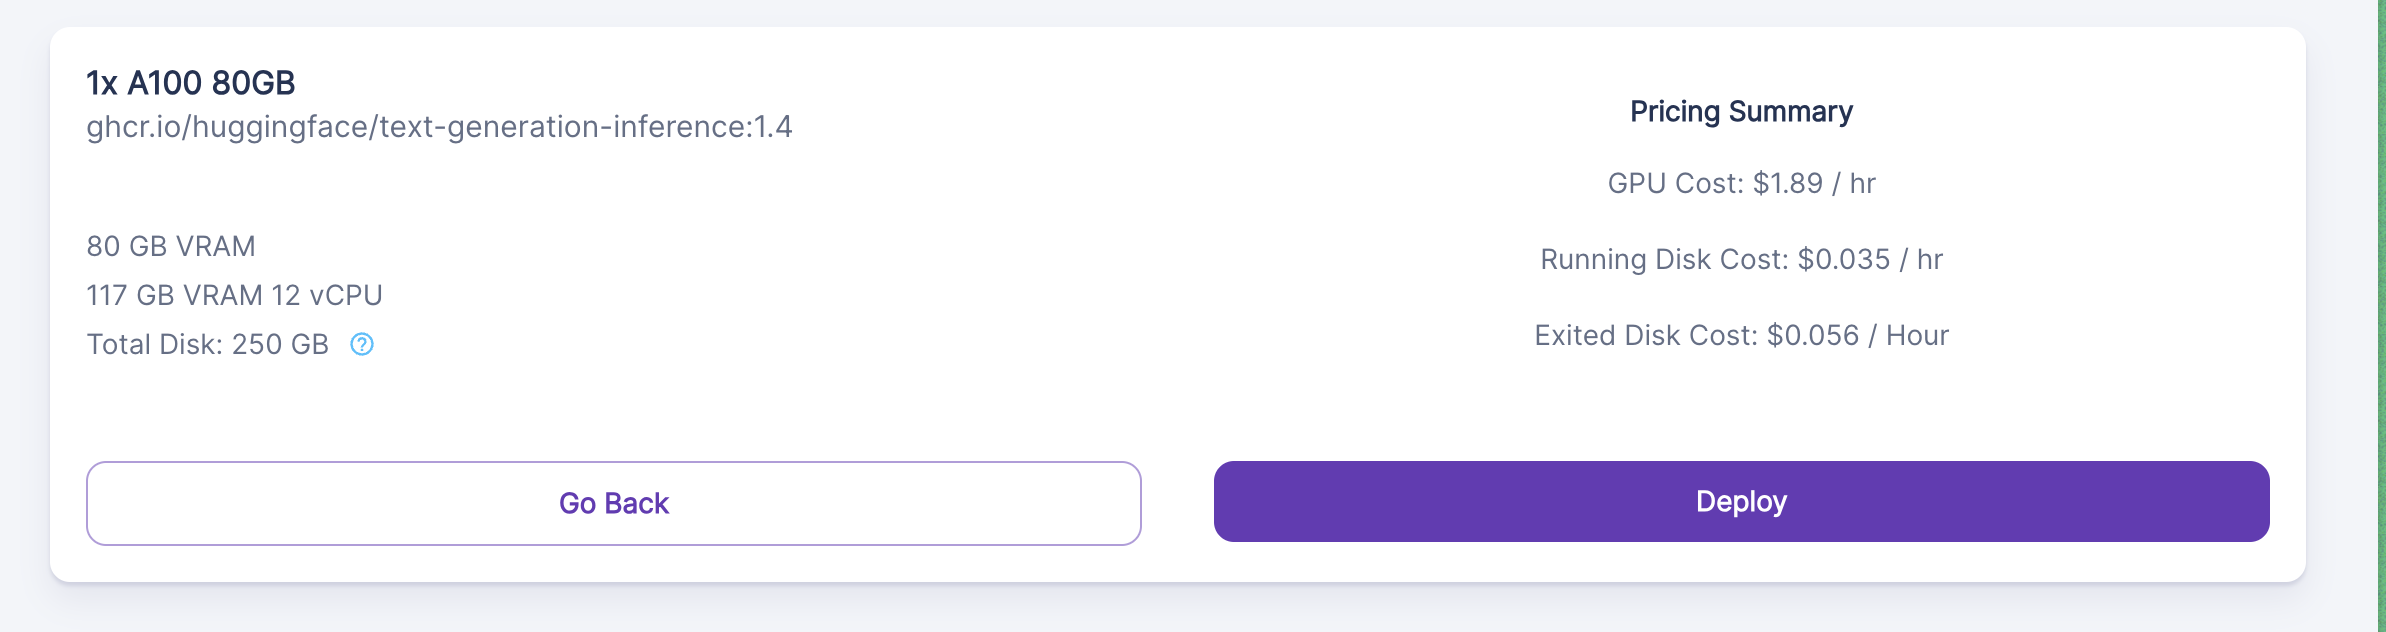 1x A100 80GB
ghcr.io/huggingface/text-generation-inference:1.4
80 GB VRAM
117 GB VRAM 12 vCPU
Total Disk: 250 GB ?
Pricing Summary
GPU Cost: $1.89 / hr
Running Disk Cost: $0.035 / hr
Exited Disk Cost: $0.056 / Hour
Go Back
Deploy